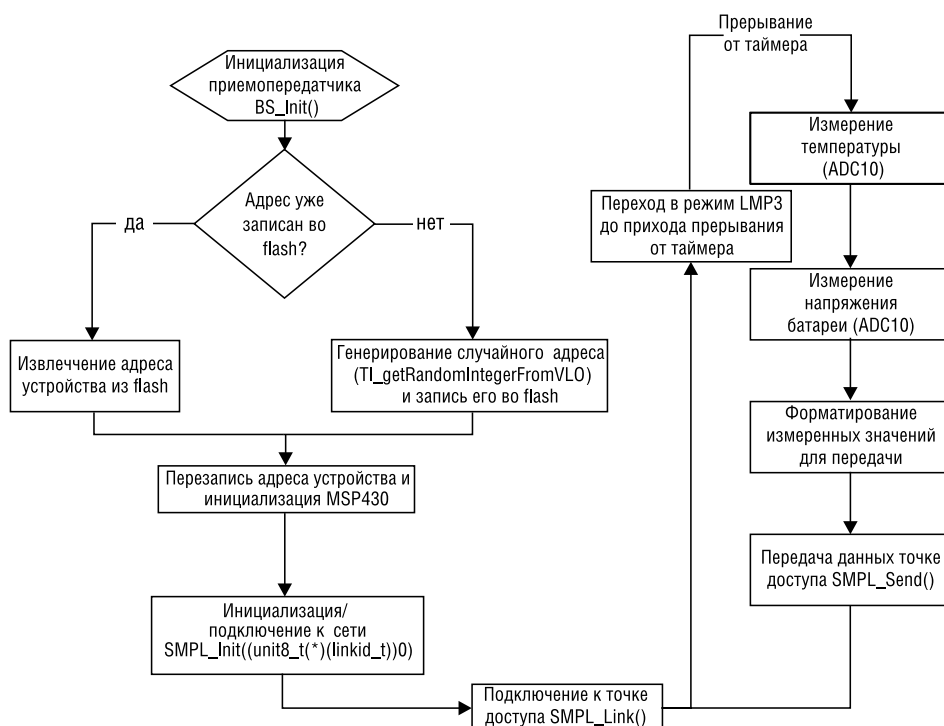 Инициализация
приемопередатчика
BS_Init()
Адрес уже
записан во
flash?
да
нет
Извлеччение адреса
устройства из flash
Генерирование случайного адреса
(TI_getRandomIntegerFromVLO)
и запись его во flash
Перезапись адреса устройства и
инициализация MSP430
Инициализация/
подключение к сети
SMPL_Init((unit8_t(*)(linkid_t))0)
Подключение к точке
доступа SMPL_Link()
Переход в режим LMP3
до прихода прерывания
от таймера
Прерывание
от таймера
Измерение
температуры
(ADC10)
Измерение
напряжения
батареи (ADC10)
Форматирование
измеренных значений
для передачи
Передача данных точке
доступа SMPL_Send()